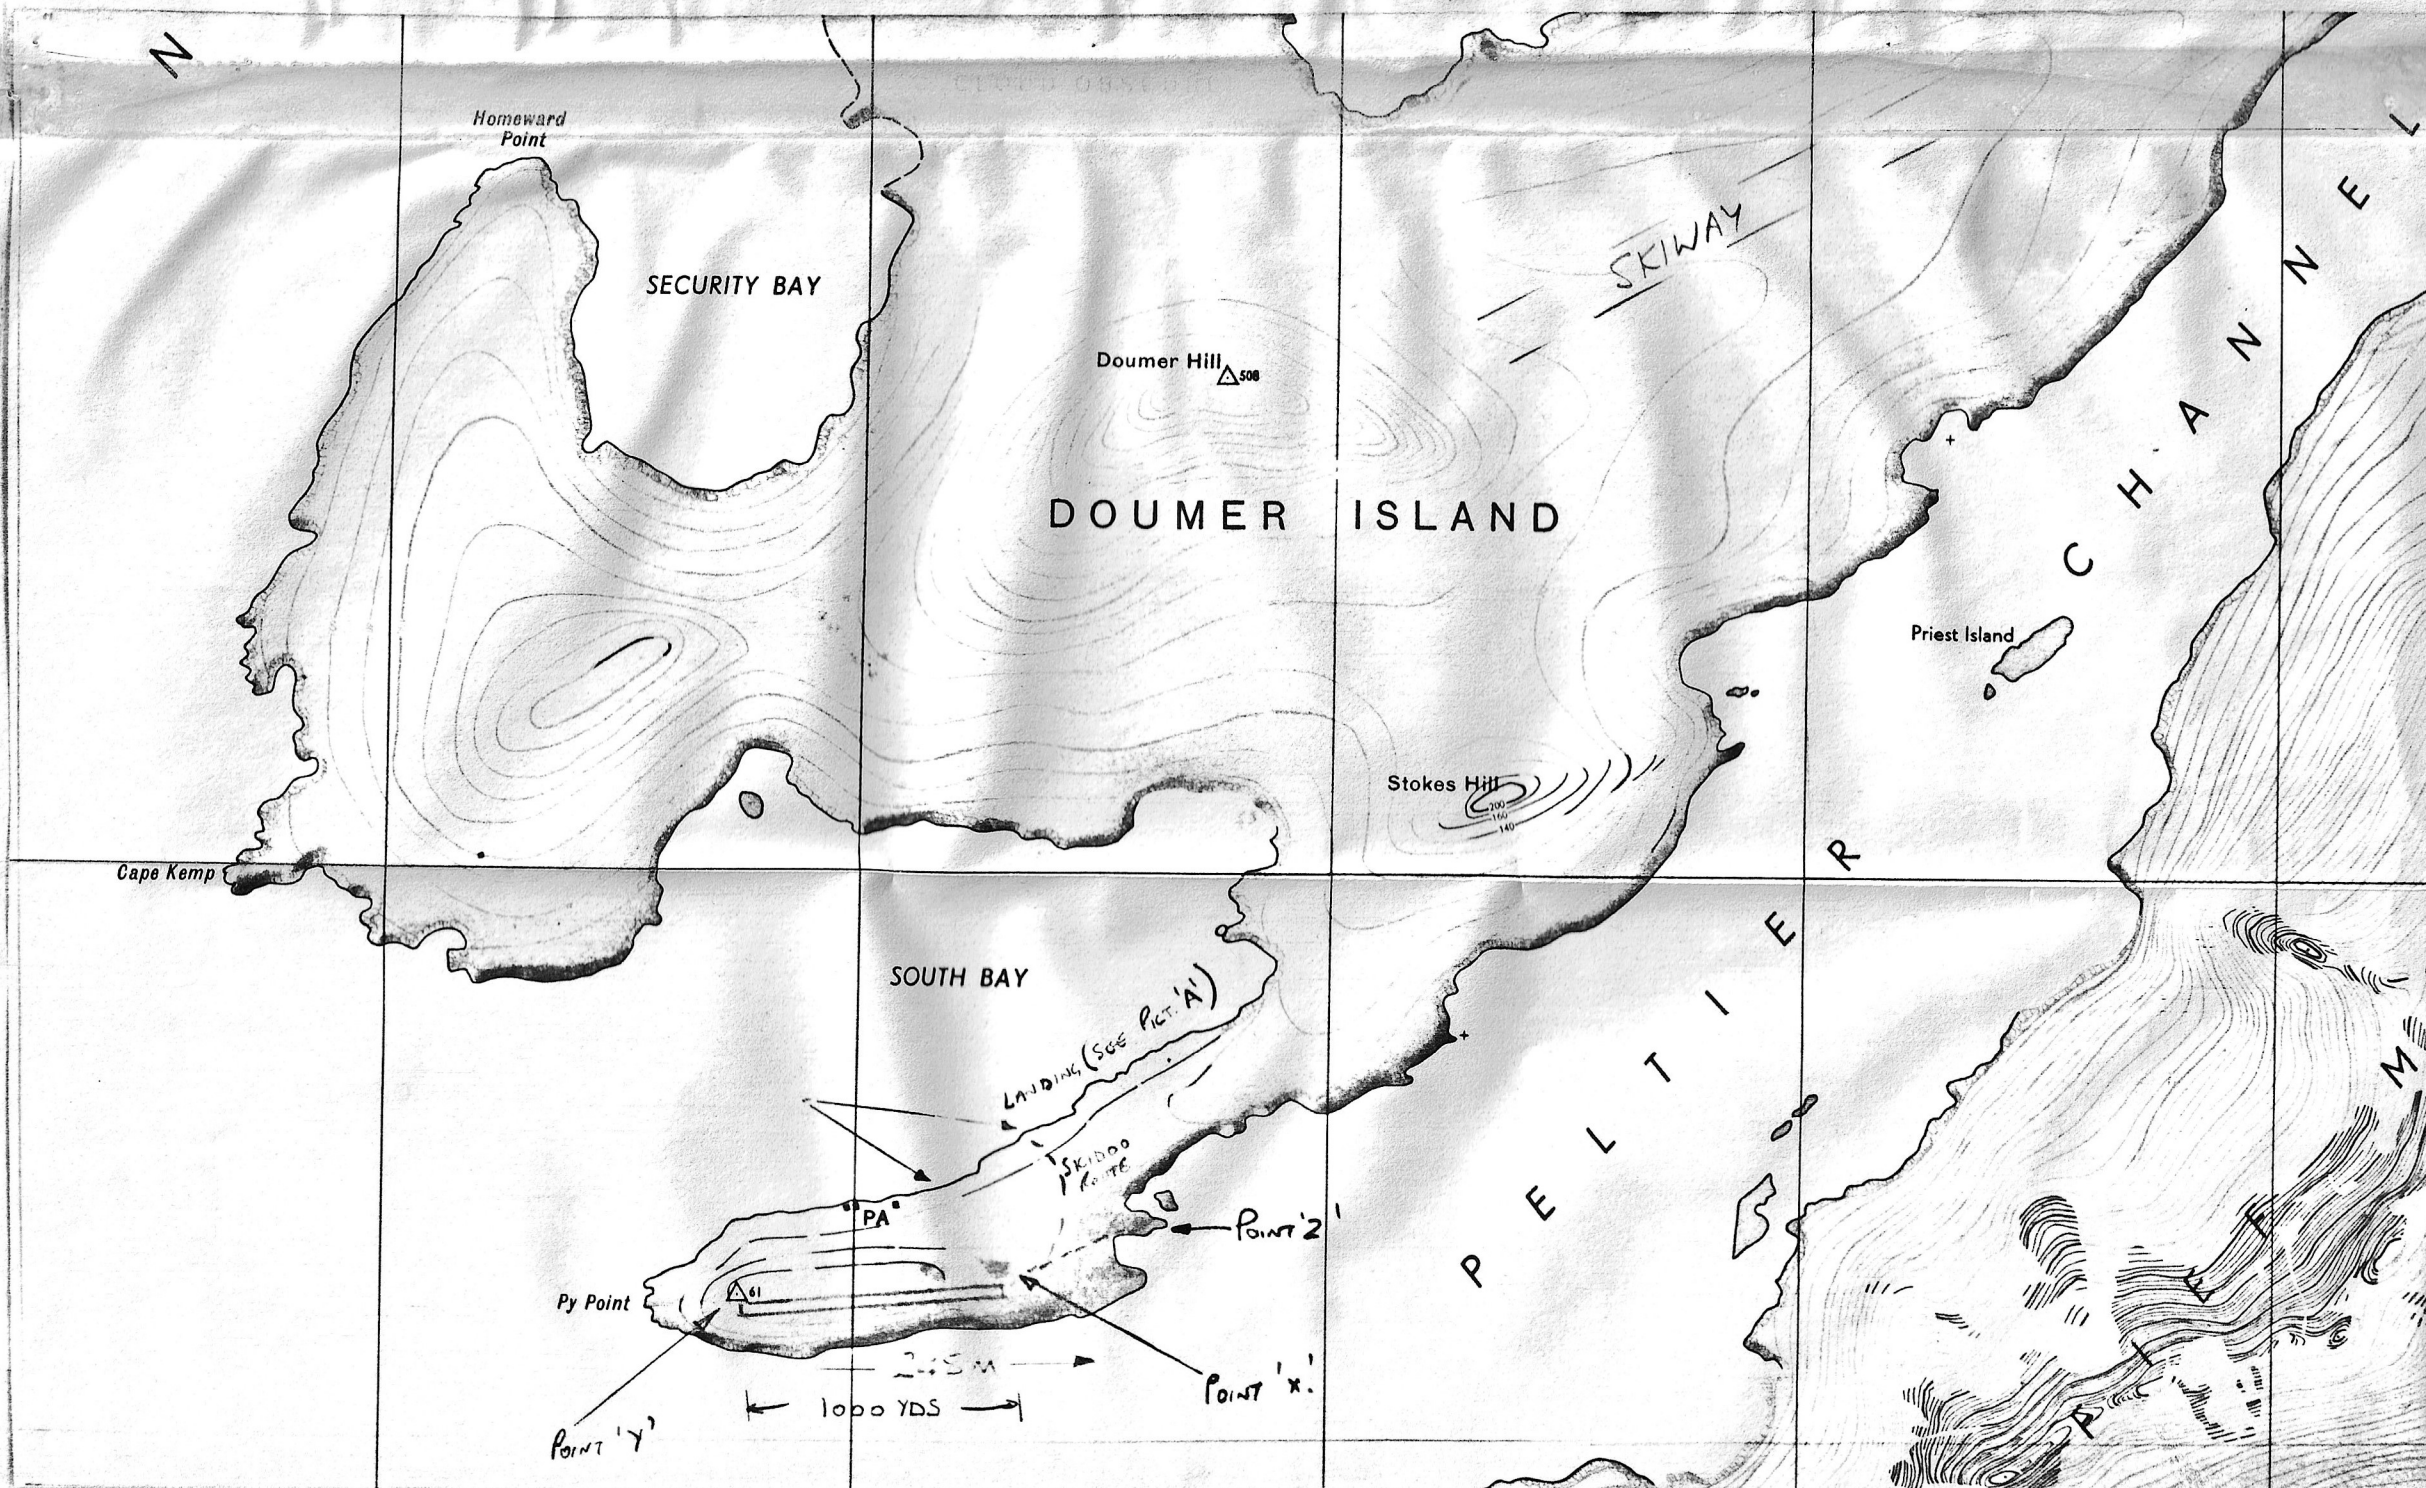 N
Homeward
Point
SECURITY BAY
SKIWAY
Doumer Hill 508
DOUMER ISLAND
CHANNEL
Priest Island
Stokes Hill
200
160
140
Cape Kemp
SOUTH BAY
LANDING (SEE PICT. 'A')
SKIDOO
ROUTE
PA
POINT 'Z'
61
Py Point
PELTIER
1000 YDS
POINT 'X'
POINT 'Y'